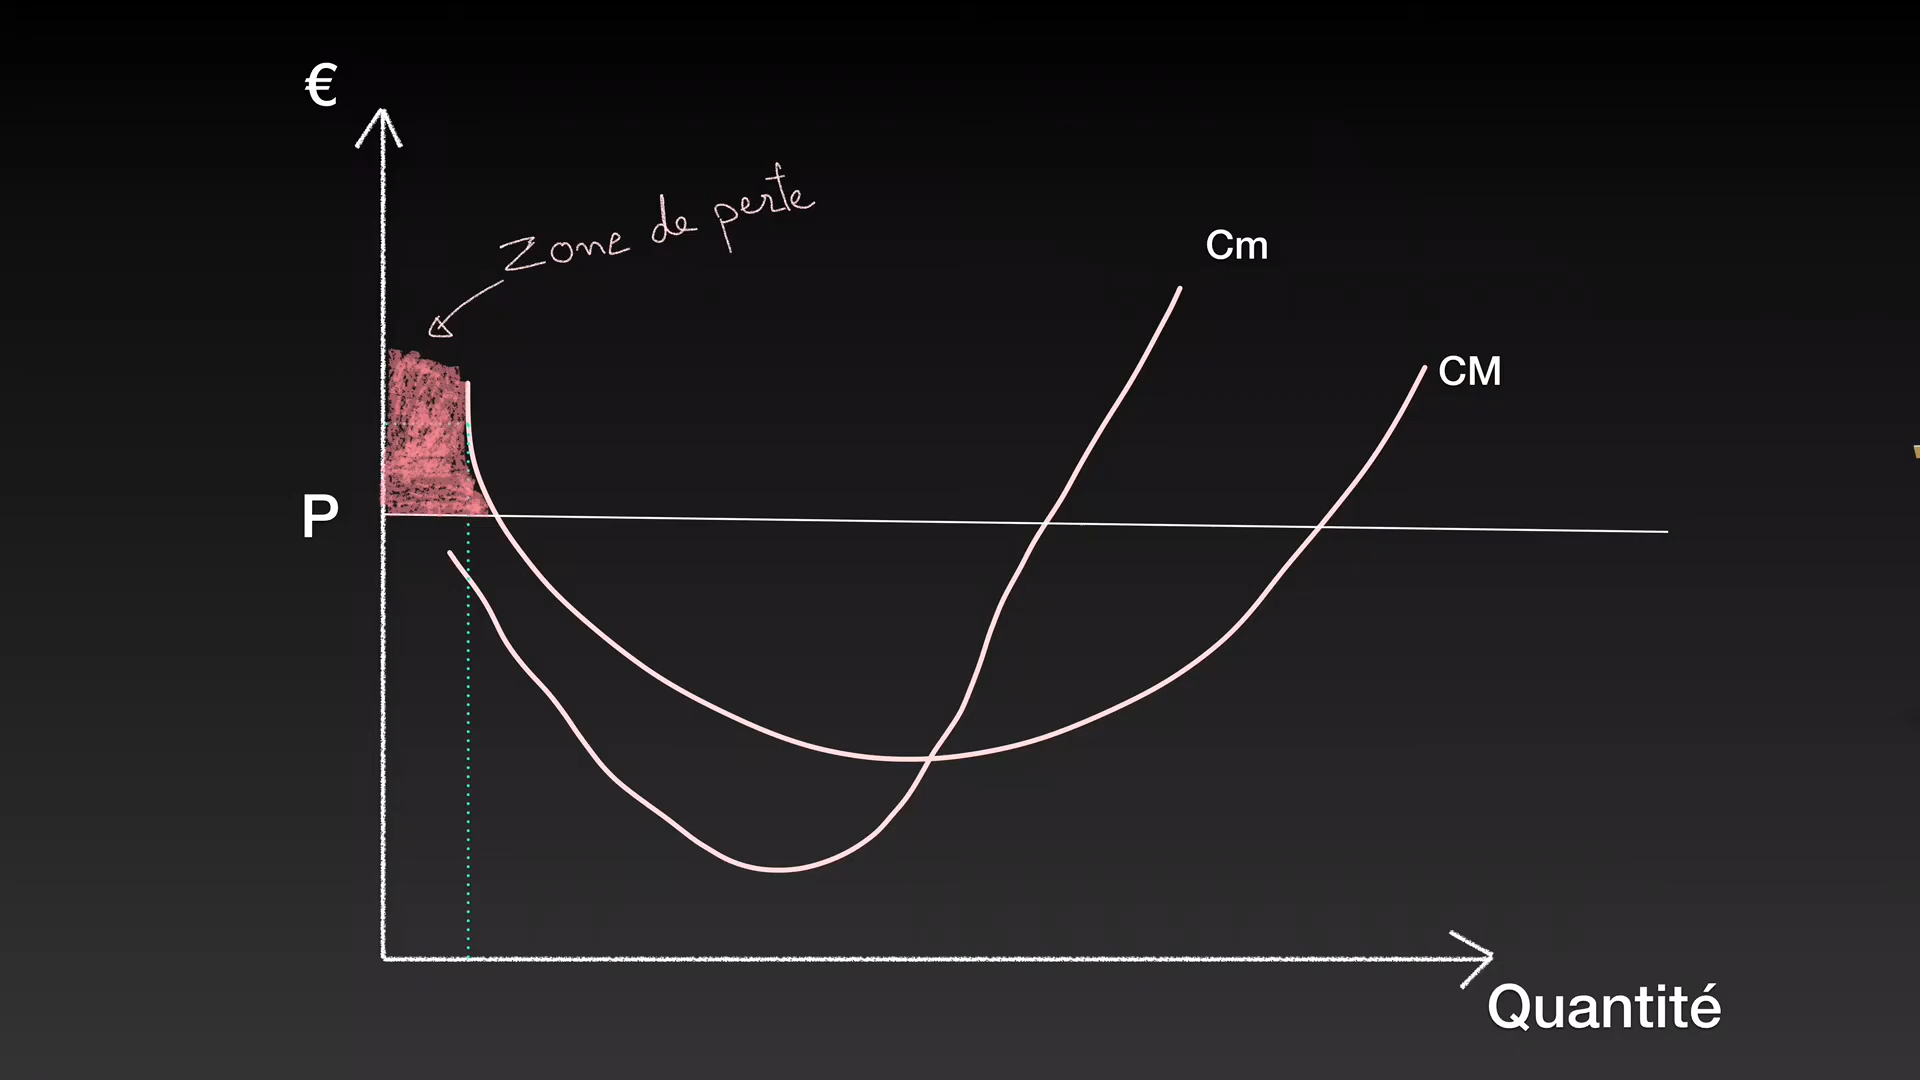 €
Zone de perte
Cm
CM
P
Quantité